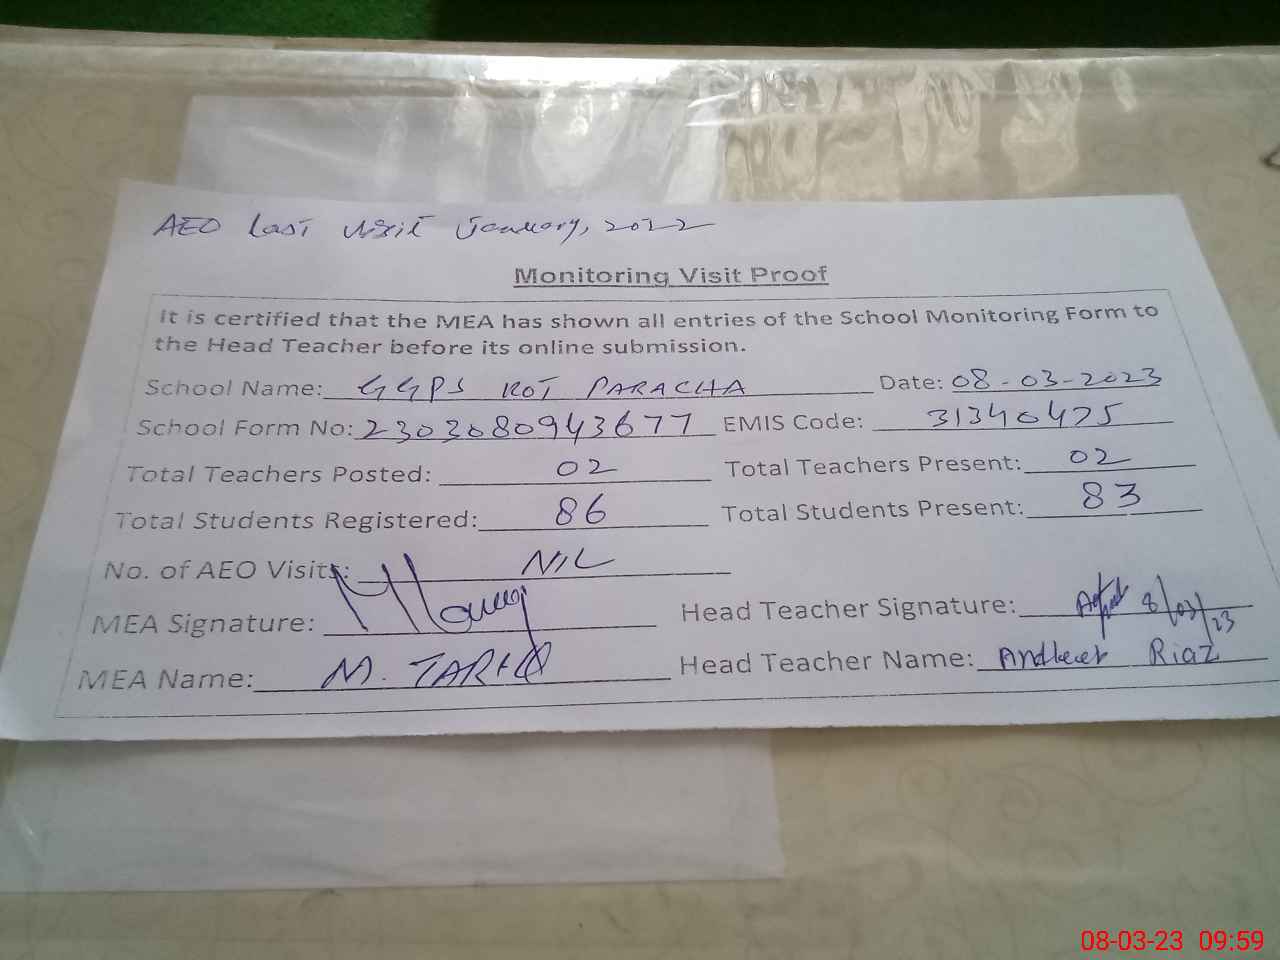 AEO last visit January, 2022
Monitoring Visit Proof
It is certified that the MEA has shown all entries of the School Monitoring Form to
the Head Teacher before its online submission.
School Name: GGPS KOT PARACHA Date: 08-03-2023
School Form No: 2303080943677 EMIS Code: 31340475
Total Teachers Posted: 02 Total Teachers Present: 02
Total Students Registered: 86 Total Students Present: 83
No. of AEO Visits: NIL
MEA Signature: Head Teacher Signature: 8/03/23
MEA Name: M. TARIQ Head Teacher Name: Riaz
08-03-23 09:59